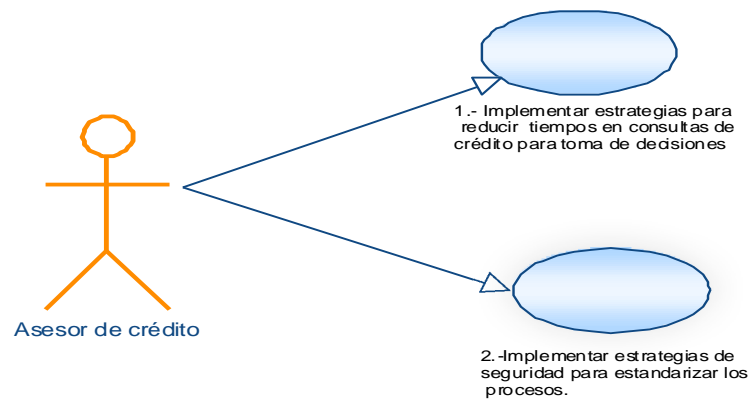 1.- Implementar estrategias para
reducir tiempos en consultas de
crédito para toma de decisiones
Asesor de crédito
2.-Implementar estrategias de
seguridad para estandarizar los
procesos.